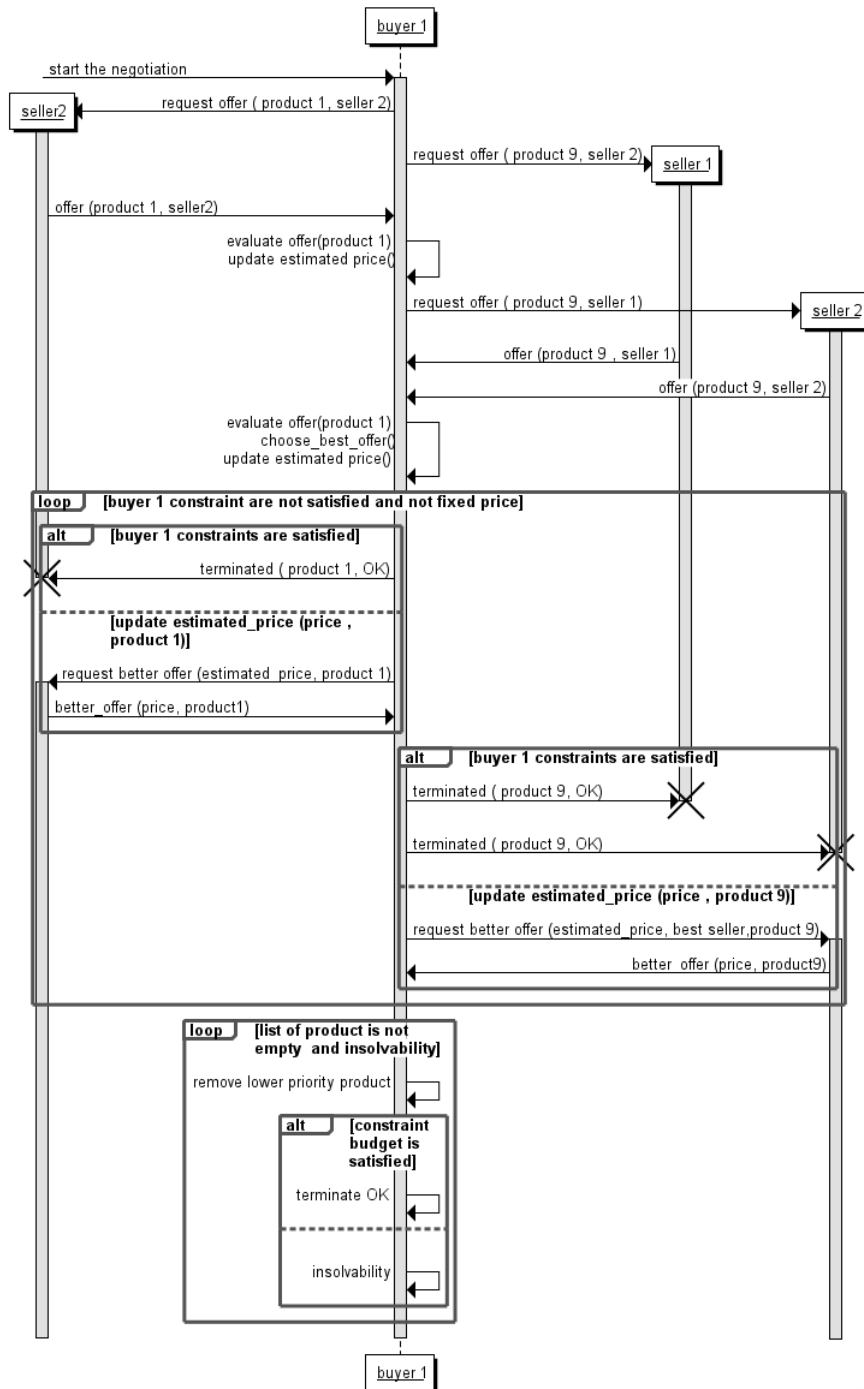 buyer 1
start the negotiation
seller2
request offer ( product 1, seller 2)
request offer ( product 9, seller 2)
seller 1
offer (product 1, seller2)
evaluate offer(product 1)
update estimated price()
request offer ( product 9, seller 1)
seller 2
offer (product 9 , seller 1)
offer (product 9, seller 2)
evaluate offer(product 1)
choose_best_offer()
update estimated price()
loop [buyer 1 constraint are not satisfied and not fixed price]
alt [buyer 1 constraints are satisfied]
terminated ( product 1, OK)
[update estimated_price (price ,
product 1)]
request better offer (estimated_price, product 1)
better_offer (price, product1)
alt [buyer 1 constraints are satisfied]
terminated ( product 9, OK)
terminated ( product 9, OK)
[update estimated_price (price , product 9)]
request better offer (estimated_price, best seller,product 9)
better_offer (price, product9)
loop [list of product is not
empty and insolvability]
remove lower priority product
alt [constraint
budget is
satisfied]
terminate OK
insolvability
buyer 1